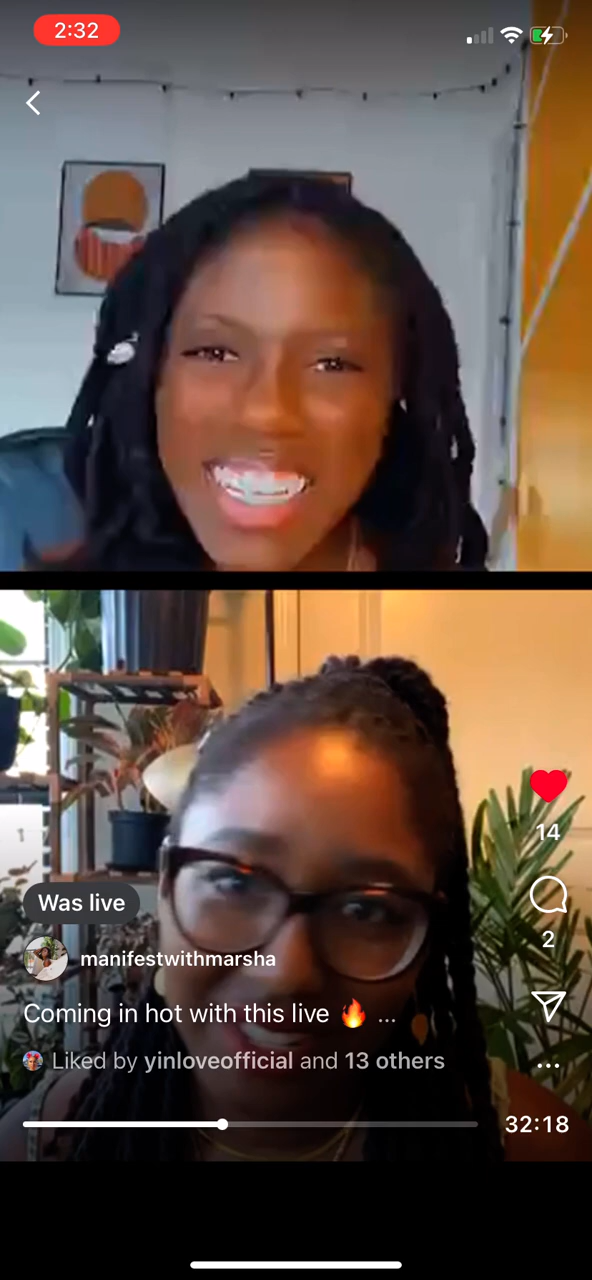 2:32
14
Was live
2
manifestwithmarsha
Coming in hot with this live 🔥 ...
Liked by yinloveofficial and 13 others
32:18